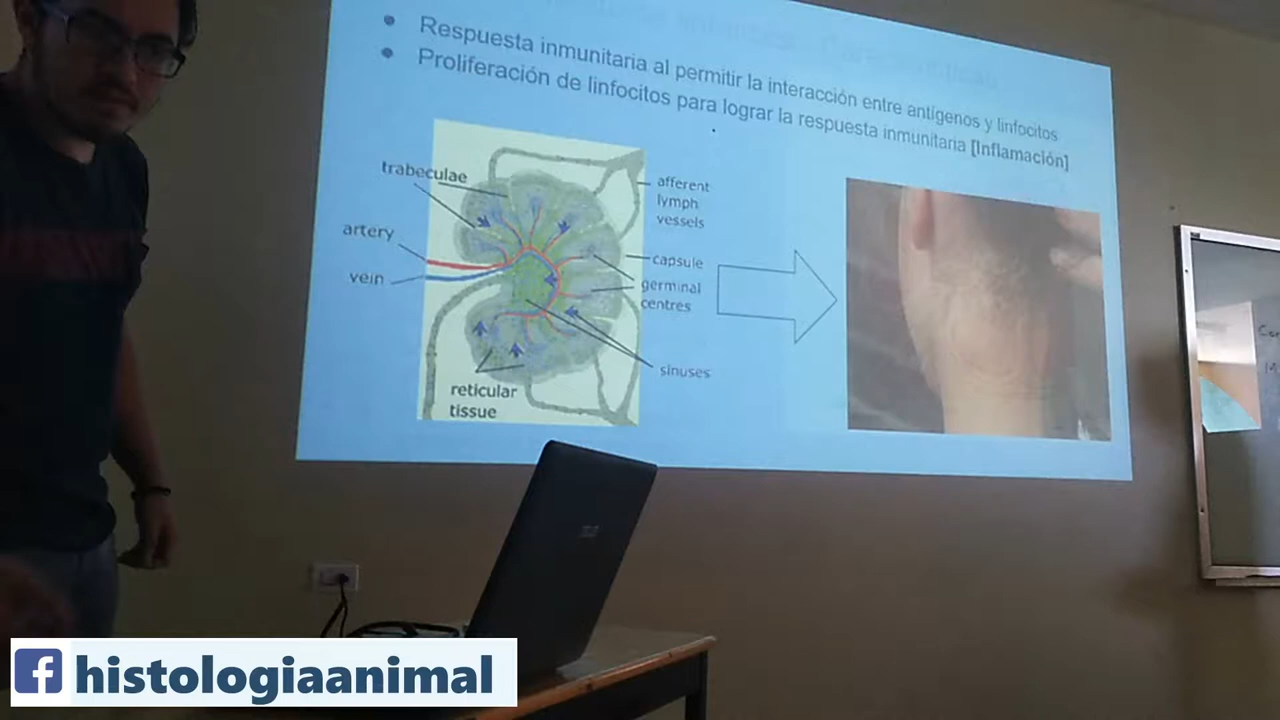 Respuesta inmunitaria al permitir la interacción entre antígenos y linfocitos
Proliferación de linfocitos para lograr la respuesta inmunitaria [Inflamación]
trabeculae
artery
vein
reticular
tissue
afferent
lymph
vessels
capsule
germinal
centres
sinuses
histologiaanimal